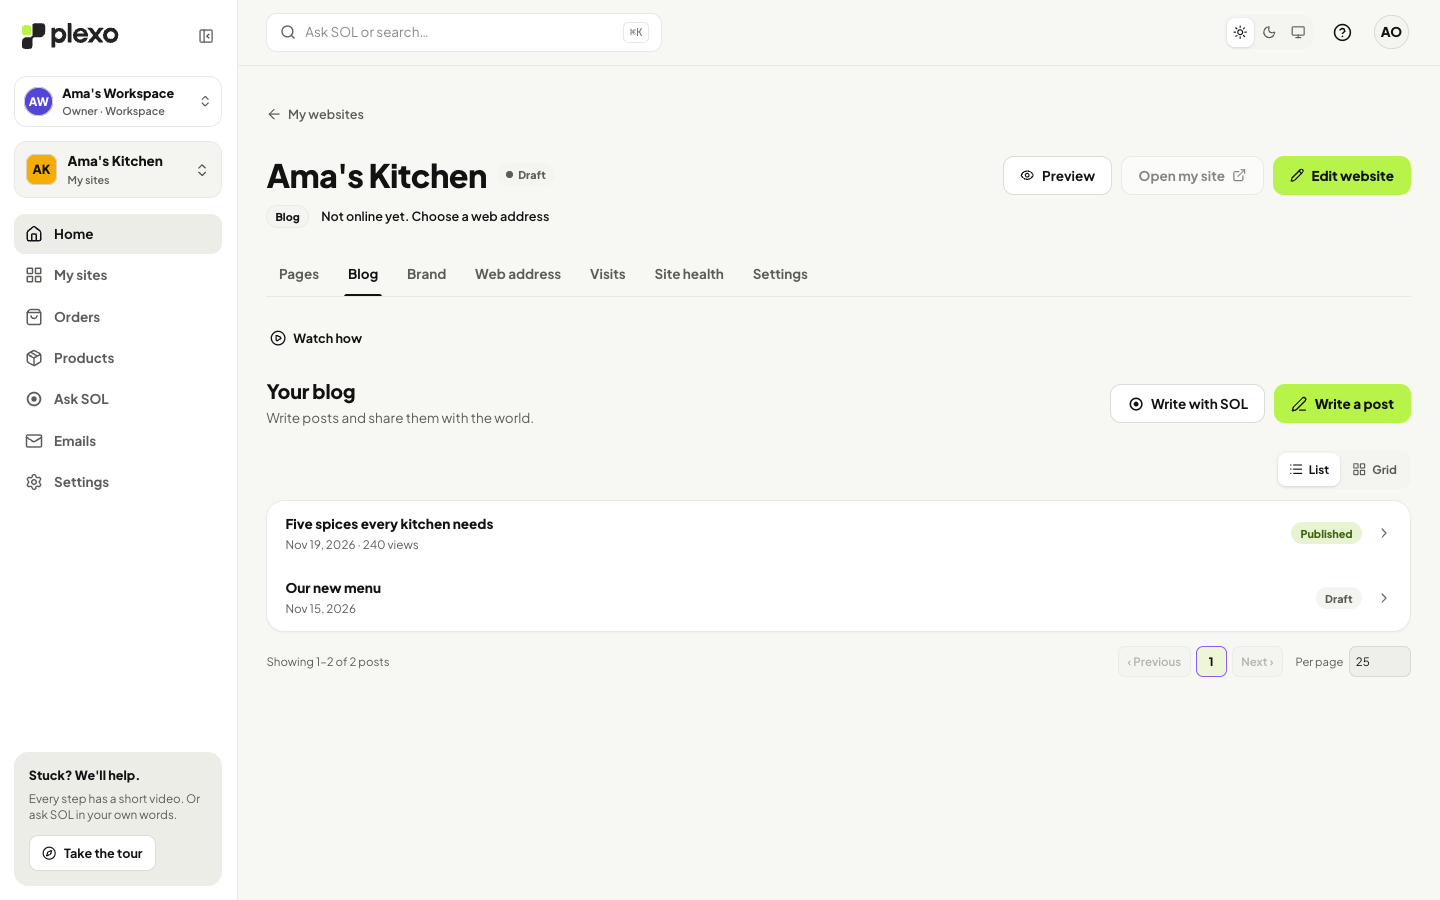 plexo
Ask SOL or search...
⌘K
AO
AW
Ama's Workspace
Owner · Workspace
AK
Ama's Kitchen
My sites
Home
My sites
Orders
Products
Ask SOL
Emails
Settings
Stuck? We'll help.
Every step has a short video. Or
ask SOL in your own words.
Take the tour
My websites
Ama's Kitchen
Draft
Preview
Open my site
Edit website
Blog
Not online yet. Choose a web address
Pages
Blog
Brand
Web address
Visits
Site health
Settings
Watch how
Your blog
Write posts and share them with the world.
Write with SOL
Write a post
List
Grid
Five spices every kitchen needs
Nov 19, 2026 · 240 views
Published
Our new menu
Nov 15, 2026
Draft
Showing 1–2 of 2 posts
‹ Previous
1
Next ›
Per page
25